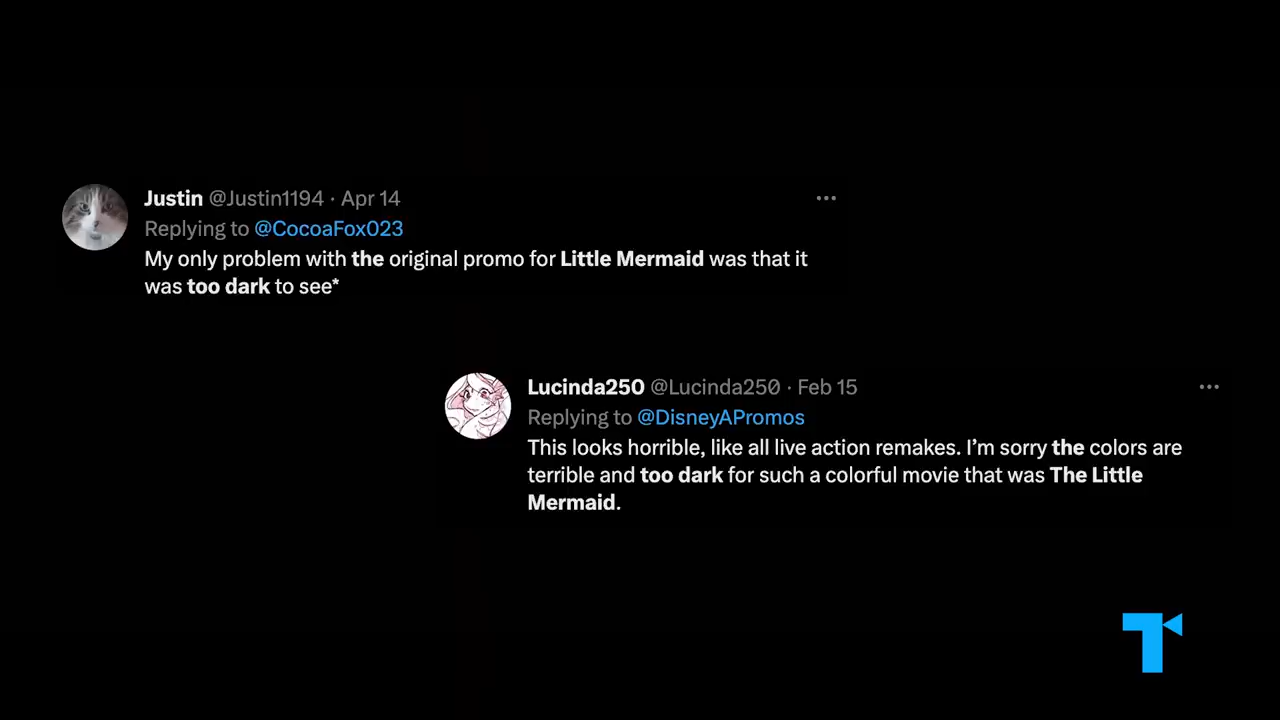 Justin @Justin1194 · Apr 14
Replying to @CocoaFox023
My only problem with the original promo for Little Mermaid was that it
was too dark to see*
Lucinda250 @Lucinda250 · Feb 15
Replying to @DisneyAPromos
This looks horrible, like all live action remakes. I’m sorry the colors are
terrible and too dark for such a colorful movie that was The Little
Mermaid.